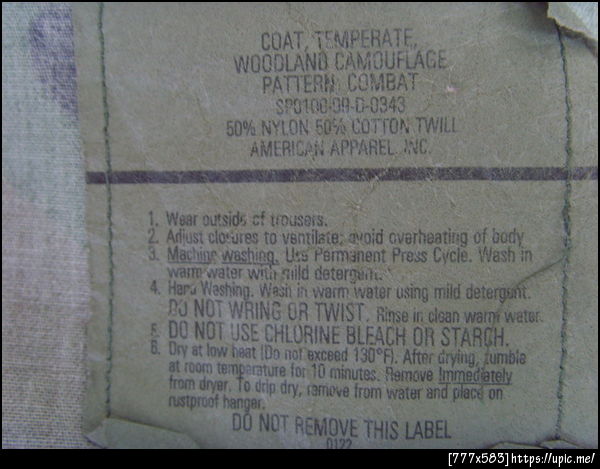 COAT, TEMPERATE,
WOODLAND CAMOUFLAGE
PATTERN: COMBAT
SPO100-99-D-0343
50% NYLON 50% COTTON TWILL
AMERICAN APPAREL, INC.
1. Wear outside of trousers.
2. Adjust closures to ventilate; avoid overheating of body
3. Machine washing. Use Permanent Press Cycle. Wash in
warm water with mild detergent.
4. Hand Washing. Wash in warm water using mild detergent.
DO NOT WRING OR TWIST. Rinse in clean warm water.
5. DO NOT USE CHLORINE BLEACH OR STARCH.
6. Dry at low heat (Do not exceed 130°F). After drying, tumble
at room temperature for 10 minutes. Remove Immediately
from dryer. To drip dry, remove from water and place on
rustproof hanger.
DO NOT REMOVE THIS LABEL
0122
[777x583]https://upic.me/